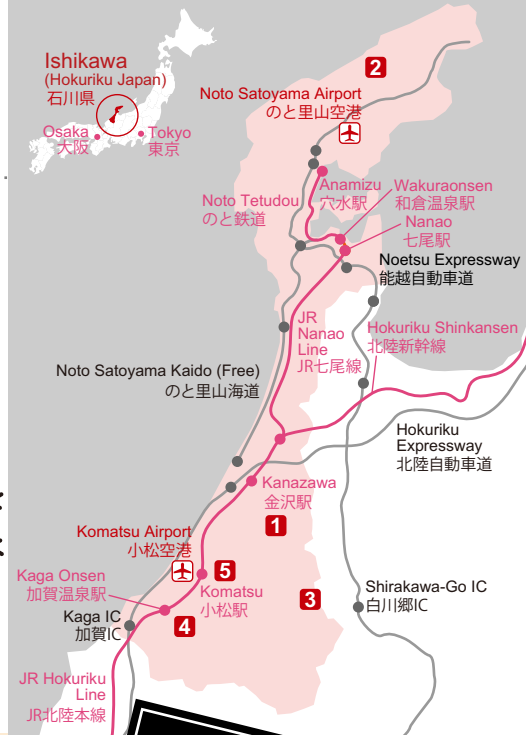 Ishikawa
(Hokuriku Japan)
石川県
Osaka
大阪
Tokyo
東京
2
Noto Satoyama Airport
のと里山空港
Anamizu
穴水駅
Wakuraonsen
和倉温泉駅
Noto Tetudou
のと鉄道
Nanao
七尾駅
Noetsu Expressway
能越自動車道
JR
Nanao
Line
JR七尾線
Hokuriku Shinkansen
北陸新幹線
Noto Satoyama Kaido (Free)
のと里山海道
Hokuriku
Expressway
北陸自動車道
Kanazawa
金沢駅
1
Komatsu Airport
小松空港
5
Kaga Onsen
加賀温泉駅
Komatsu
小松駅
3
Shirakawa-Go IC
白川郷IC
Kaga IC
加賀IC
4
JR Hokuriku
Line
JR北陸本線